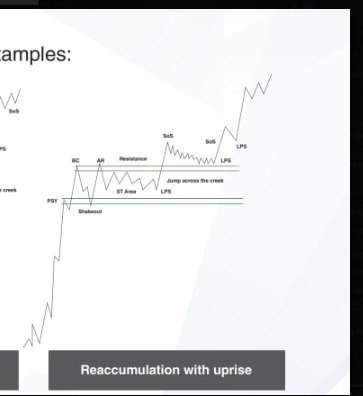 amples:
SoS
PS
creek
SoS
SoS
LPS
BC
AR
Resistance
LPS
Jump across the creek
ST Area
LPS
PSY
Shakeout
Reaccumulation with uprise